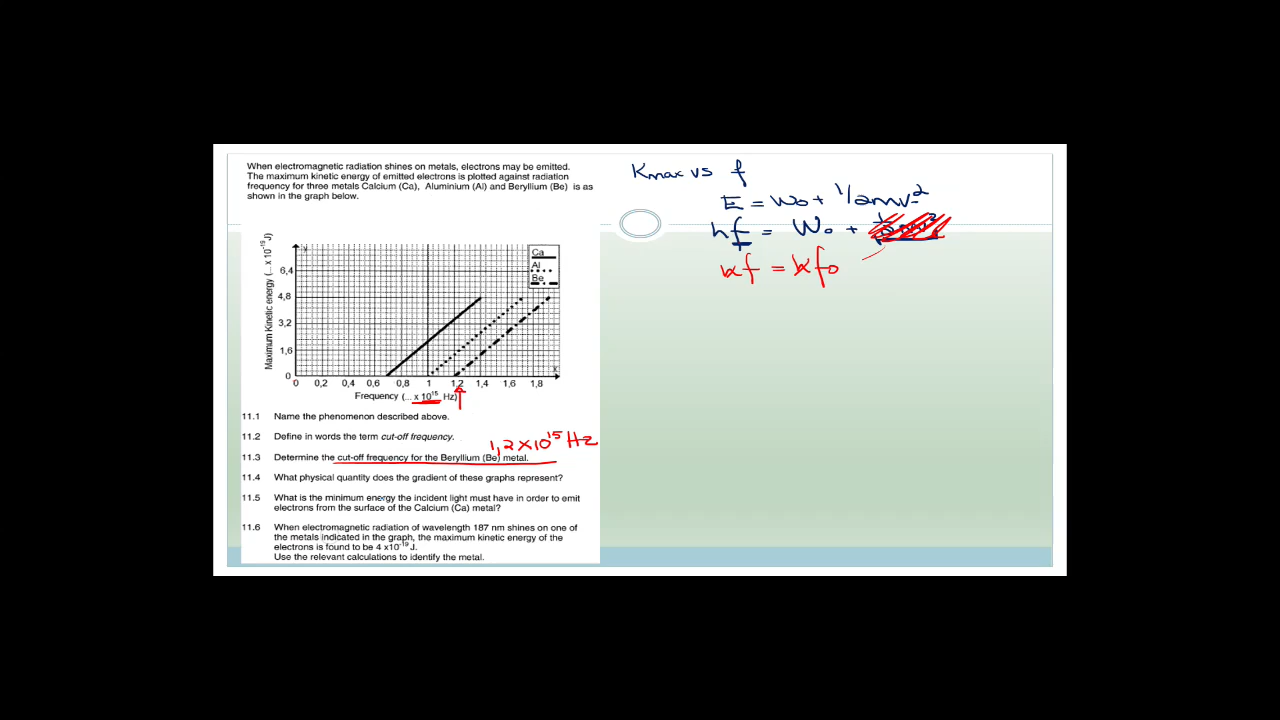 When electromagnetic radiation shines on metals, electrons may be emitted.
The maximum kinetic energy of emitted electrons is plotted against radiation
frequency for three metals Calcium (Ca), Aluminium (Al) and Beryllium (Be) is as
shown in the graph below.
Kmax vs f
E = W₀ + 1/2mv²
hf = W₀ +
hf = hf₀
Maximum Kinetic energy (... x 10⁻¹⁹ J)
y
Ca
Al
Be
6,4
4,8
3,2
1,6
0
x
0 0,2 0,4 0,6 0,8 1 1,2 1,4 1,6 1,8
Frequency (... x 10¹⁵ Hz)
11.1 Name the phenomenon described above.
11.2 Define in words the term cut-off frequency.
1,2×10¹⁵ Hz
11.3 Determine the cut-off frequency for the Beryllium (Be) metal.
11.4 What physical quantity does the gradient of these graphs represent?
11.5 What is the minimum energy the incident light must have in order to emit
electrons from the surface of the Calcium (Ca) metal?
11.6 When electromagnetic radiation of wavelength 187 nm shines on one of
the metals indicated in the graph, the maximum kinetic energy of the
electrons is found to be 4 x10⁻¹⁹ J.
Use the relevant calculations to identify the metal.